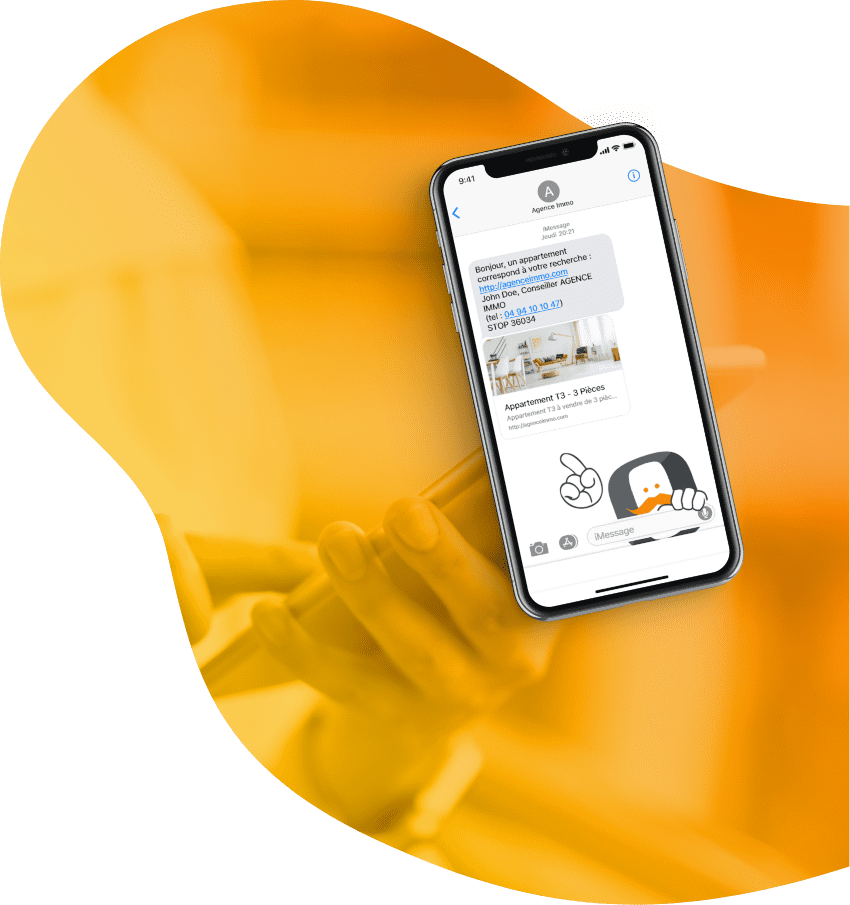 9:41
A
Agence Immo
iMessage
Jeudi 20:21
Bonjour, un appartement
correspond à votre recherche :
http://agenceimmo.com
John Doe, Conseiller AGENCE
IMMO
(tel : 04 94 10 10 47)
STOP 36034
Appartement T3 - 3 Pièces
Appartement T3 à vendre de 3 pièc...
http://agenceimmo.com
iMessage